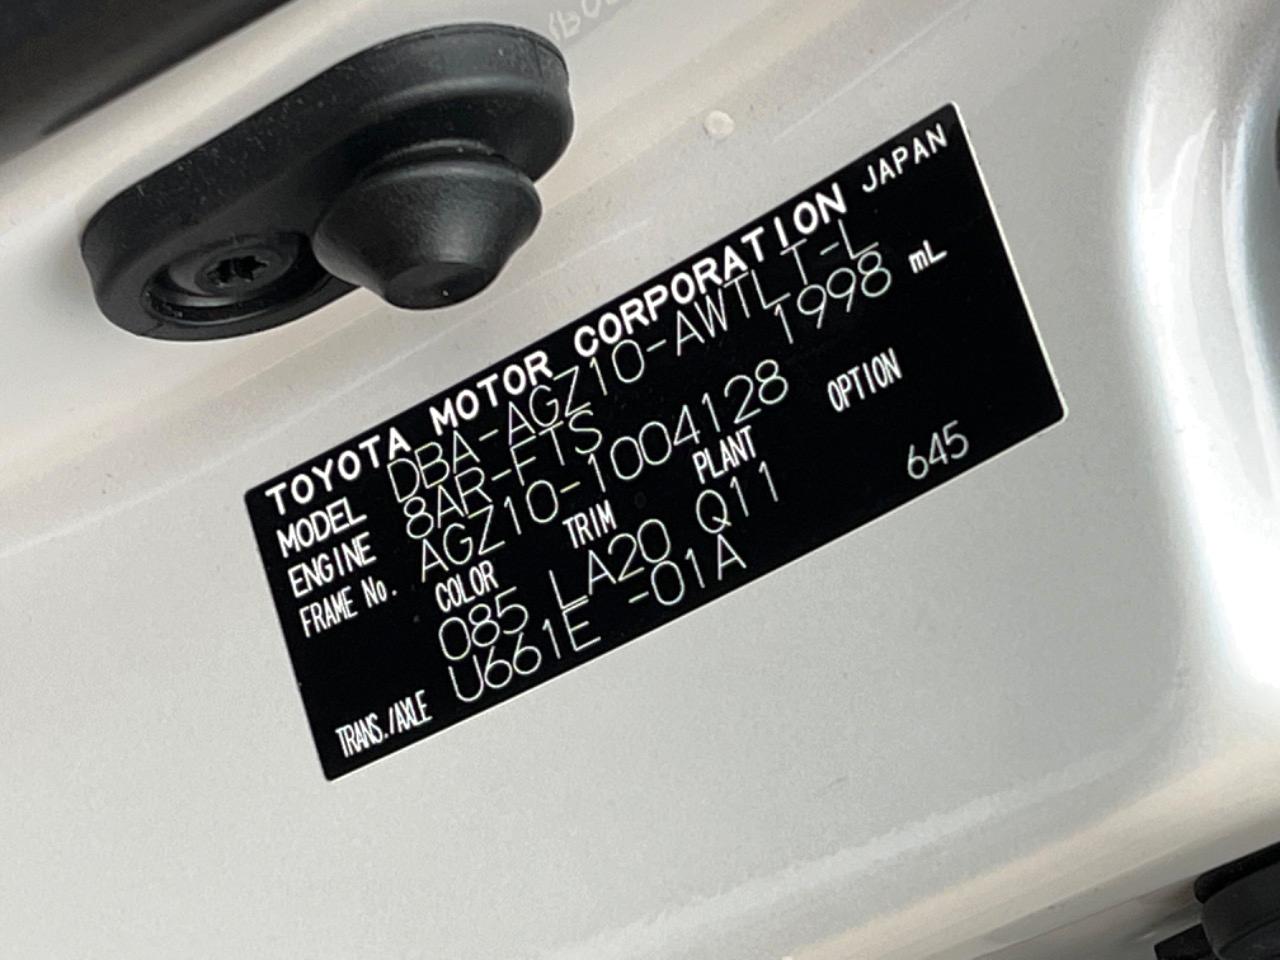 TOYOTA MOTOR CORPORATION JAPAN
MODEL DBA-AGZ10-AWTLT-L
ENGINE 8AR-FTS 1998 mL
FRAME No. AGZ10-1004128
COLOR TRIM PLANT OPTION
085 LA20 Q11 645
TRANS./AXLE U661E -01A